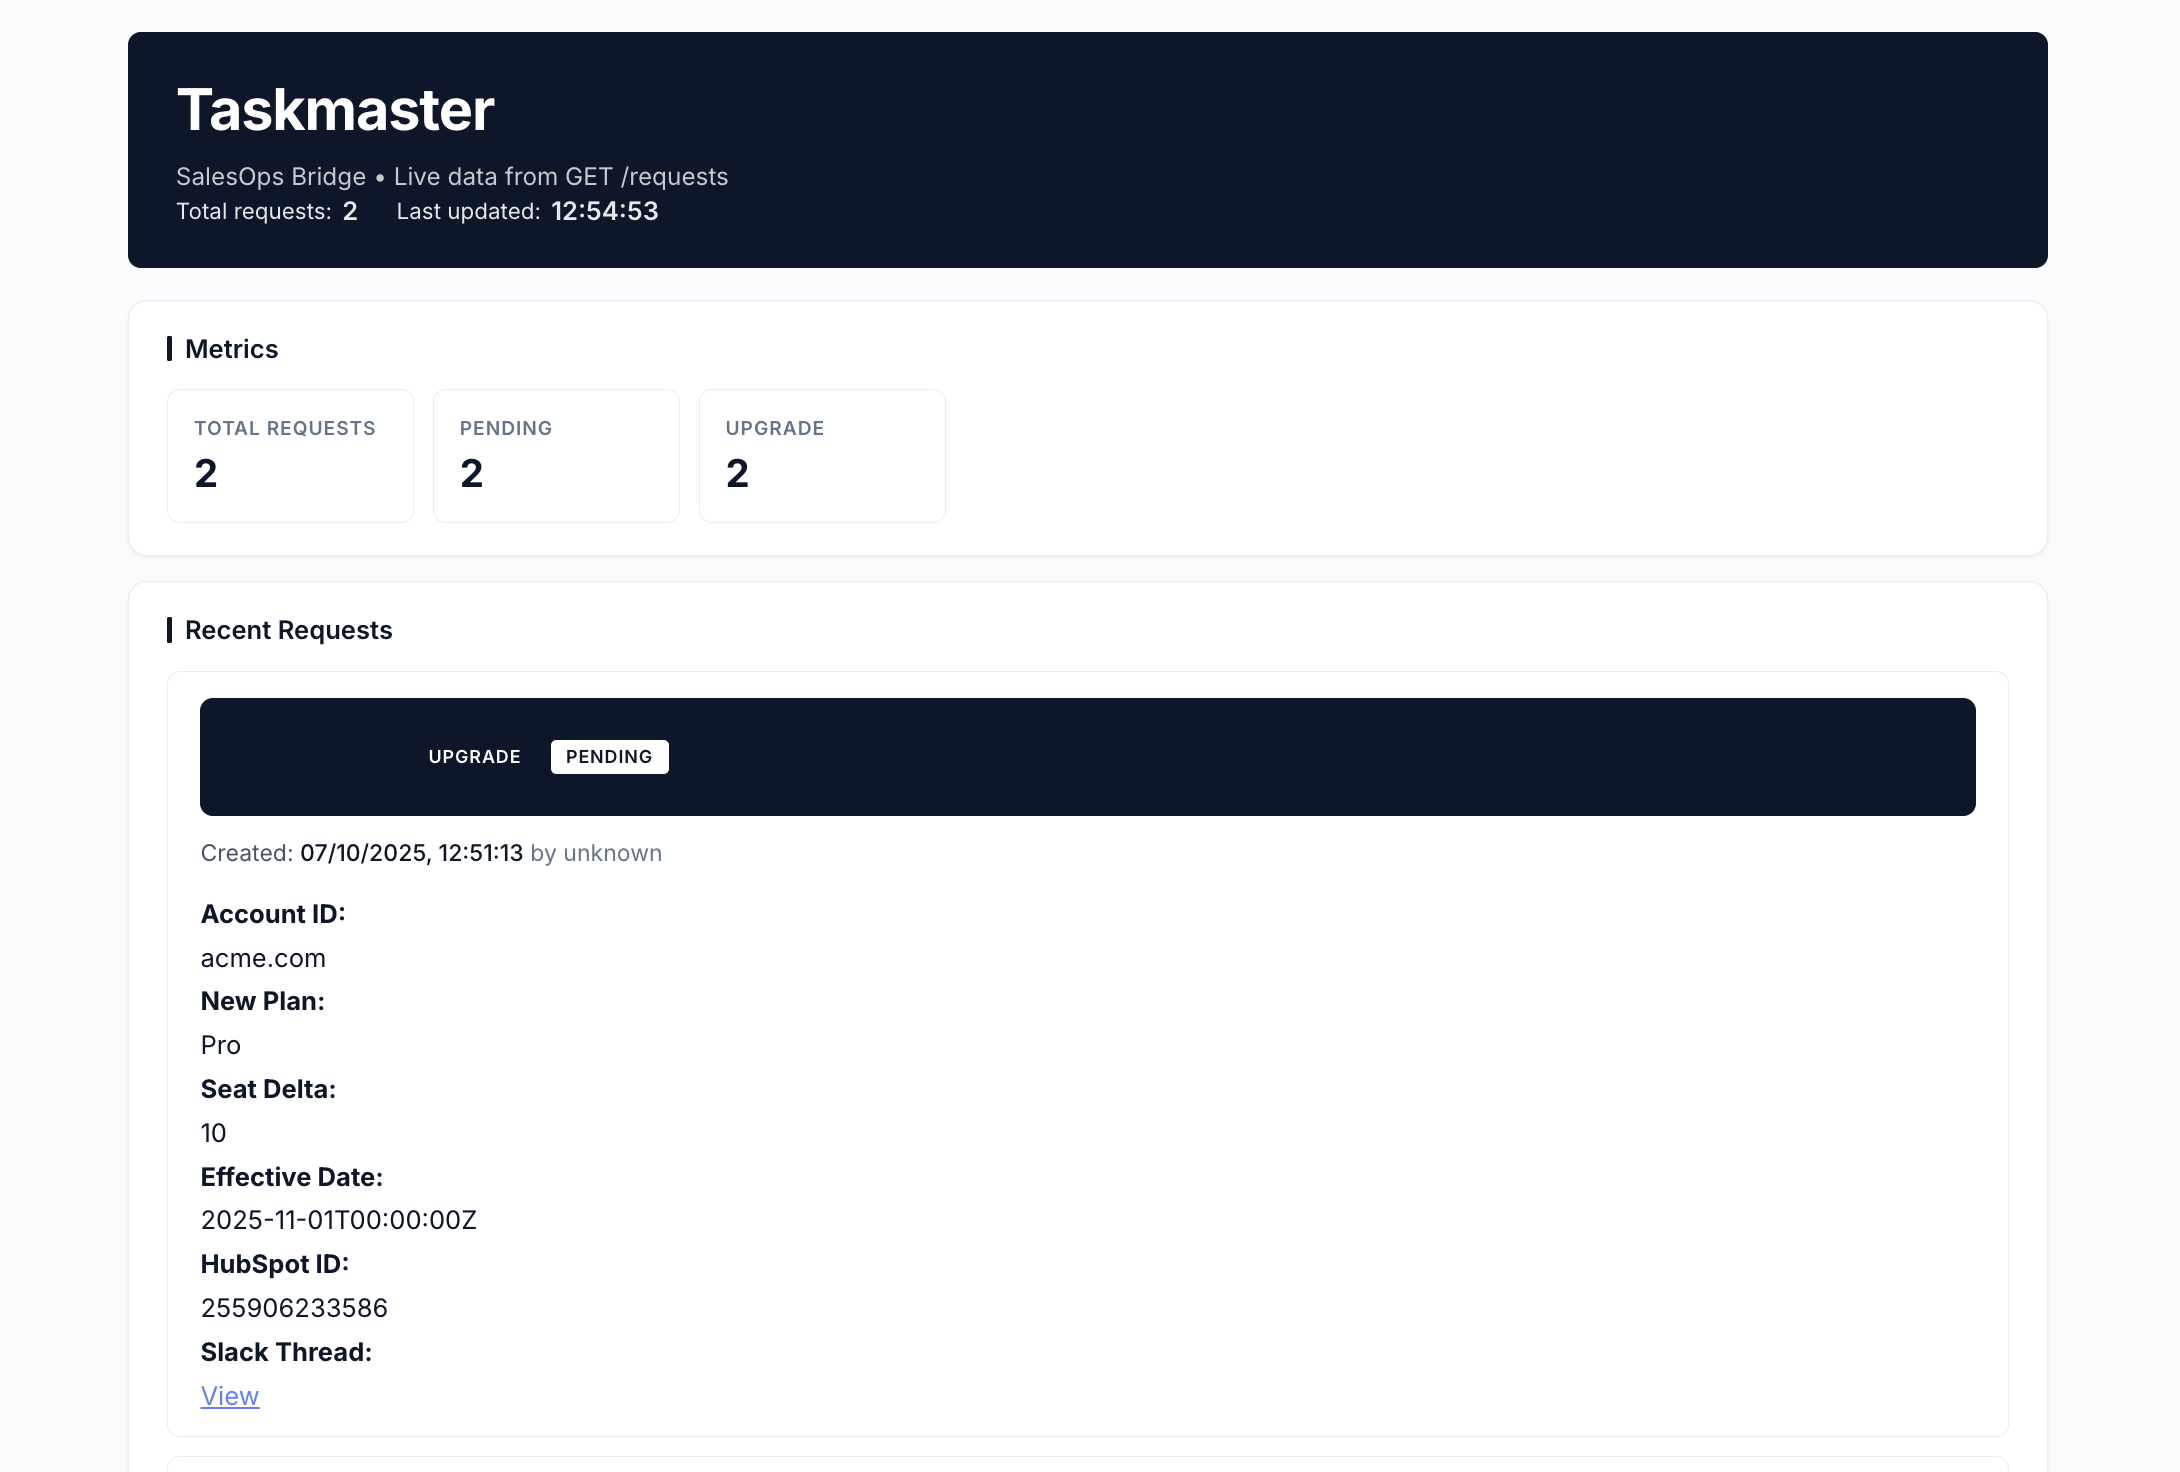 Taskmaster
SalesOps Bridge • Live data from GET /requests
Total requests: 2 Last updated: 12:54:53
Metrics
TOTAL REQUESTS
2
PENDING
2
UPGRADE
2
Recent Requests
UPGRADE PENDING
Created: 07/10/2025, 12:51:13 by unknown
Account ID:
acme.com
New Plan:
Pro
Seat Delta:
10
Effective Date:
2025-11-01T00:00:00Z
HubSpot ID:
255906233586
Slack Thread:
View